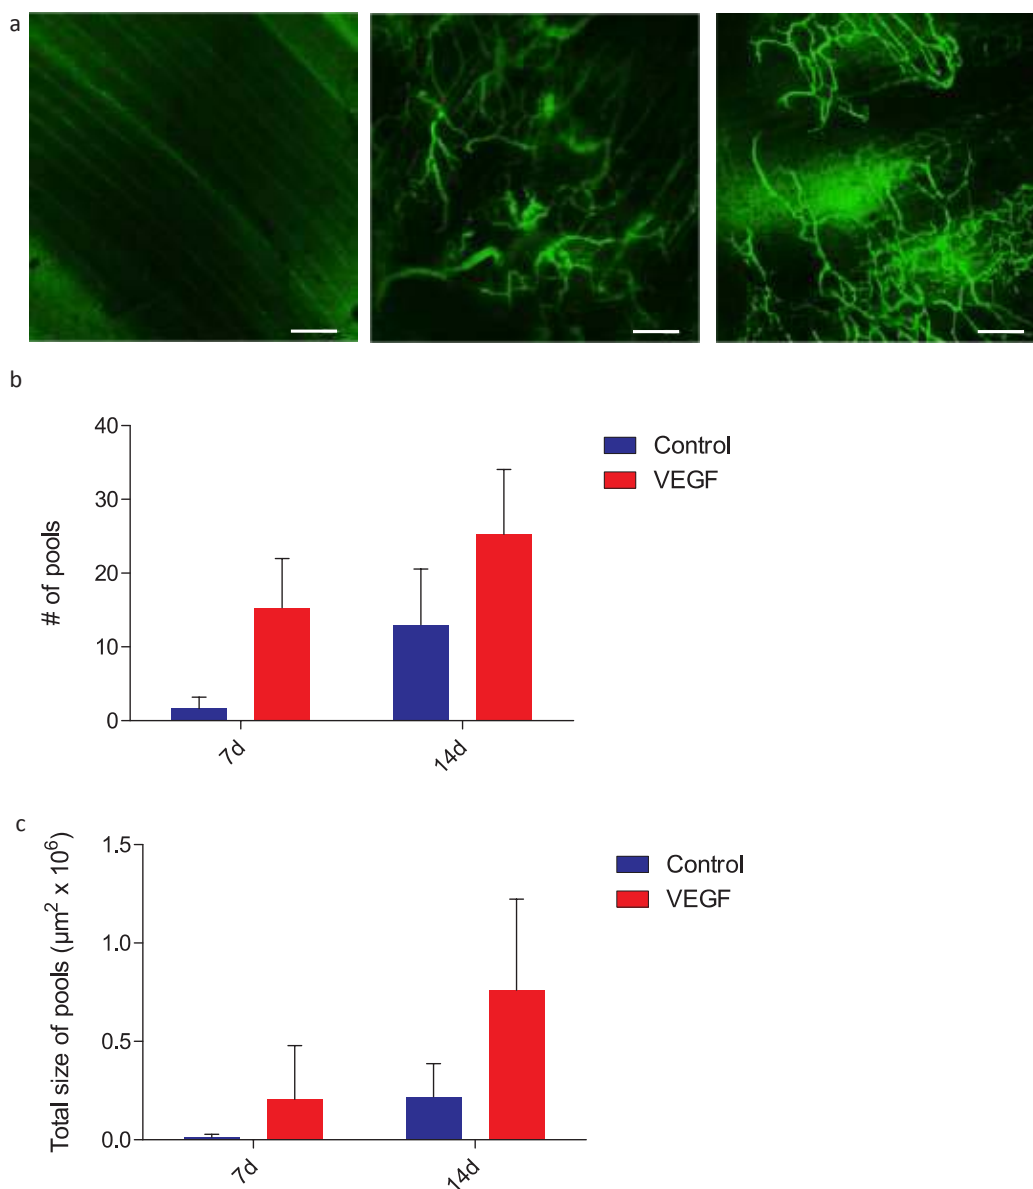 a
b
40
30
20
10
0
# of pools
7d
14d
Control
VEGF
c
1.5
1.0
0.5
0.0
Total size of pools (µm² x 10⁶)
7d
14d
Control
VEGF